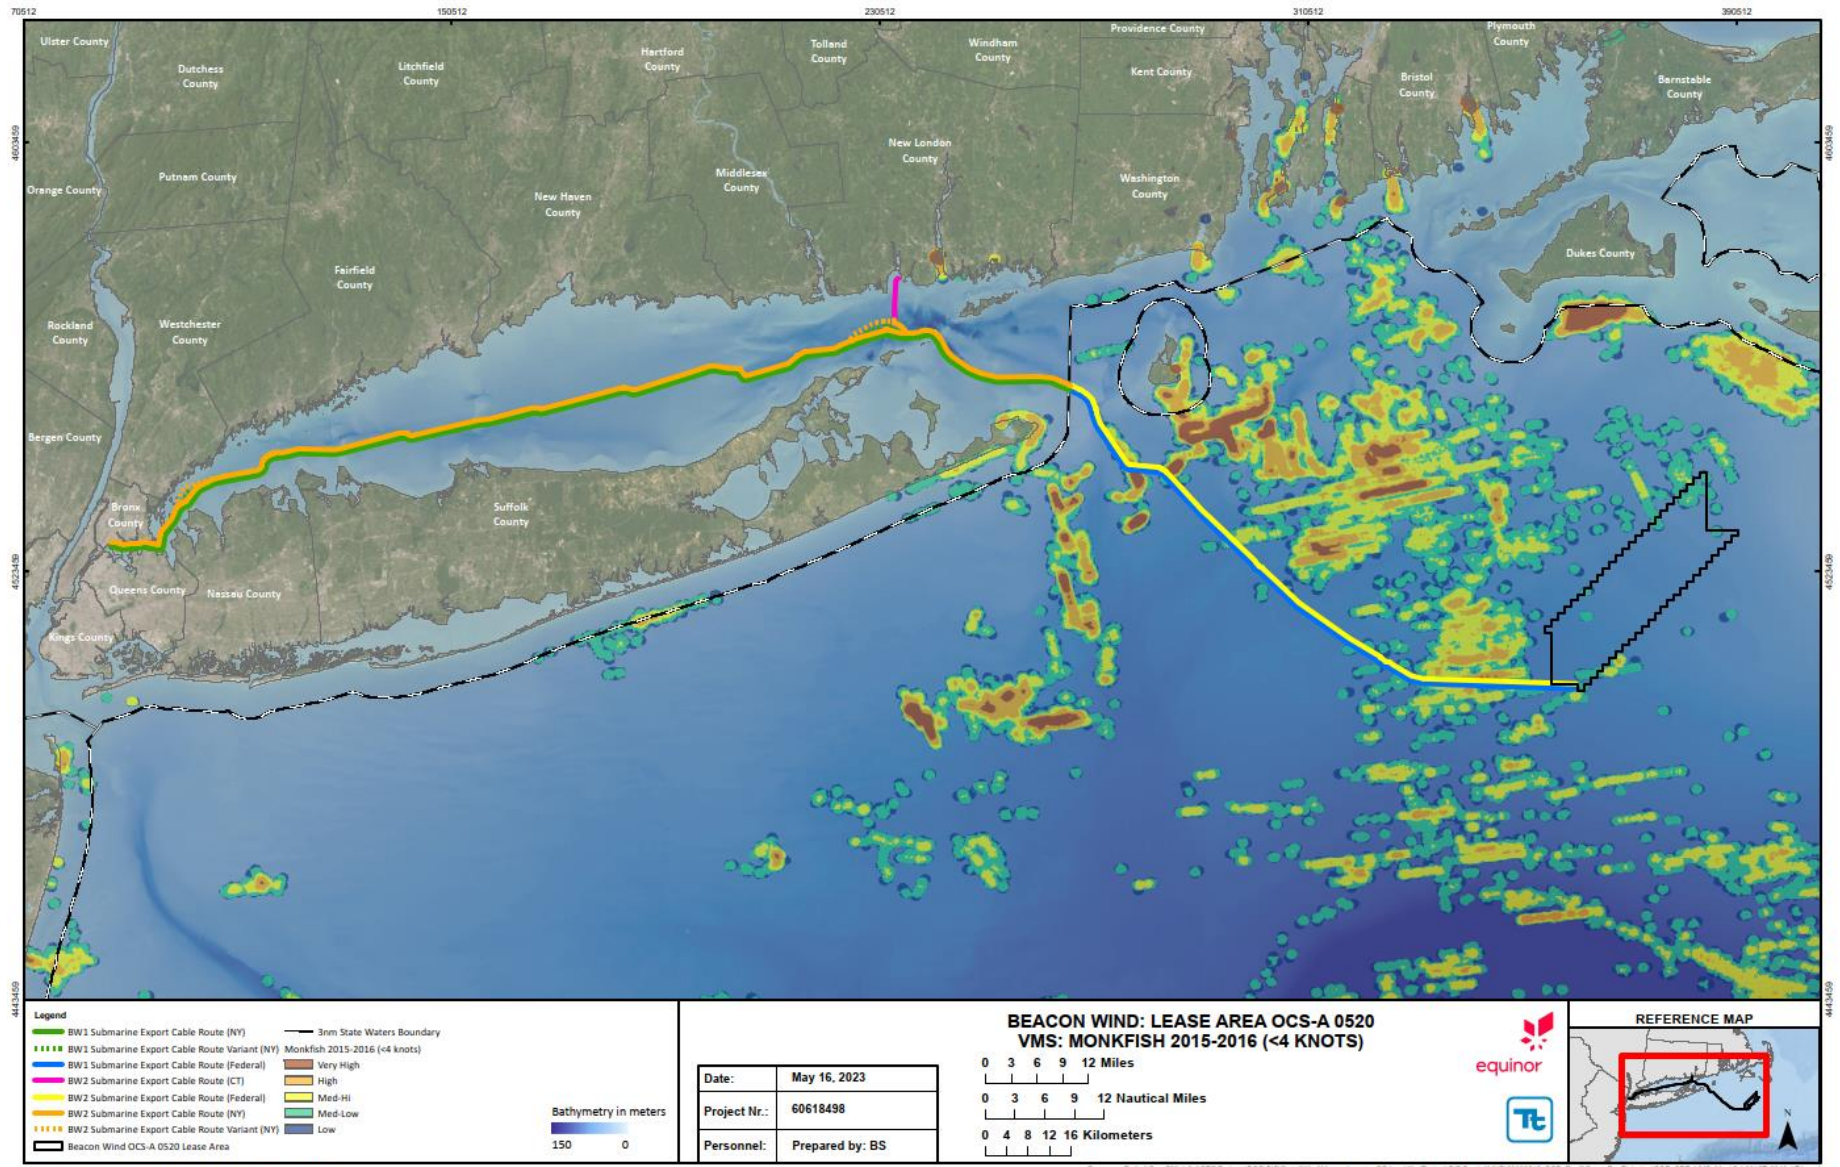 70512
150512
230512
310512
390512
4603459
4603459
4523459
4523459
4443459
4443459
Ulster County
Dutchess
County
Litchfield
County
Hartford
County
Tolland
County
Windham
County
Providence County
Kent County
Plymouth
County
Bristol
County
Barnstable
County
Orange County
Putnam County
New Haven
County
Middlesex
County
New London
County
Washington
County
Dukes County
Fairfield
County
Rockland
County
Westchester
County
Bergen County
Bronx
County
Suffolk
County
Queens County
Nassau County
Kings County
Legend
BW1 Submarine Export Cable Route (NY)
BW1 Submarine Export Cable Route Variant (NY)
BW1 Submarine Export Cable Route (Federal)
BW2 Submarine Export Cable Route (CT)
BW2 Submarine Export Cable Route (Federal)
BW2 Submarine Export Cable Route (NY)
BW2 Submarine Export Cable Route Variant (NY)
Beacon Wind OCS-A 0520 Lease Area
3nm State Waters Boundary
Monkfish 2015-2016 (<4 knots)
Very High
High
Med-Hi
Med-Low
Low
Bathymetry in meters
150 0
Date: May 16, 2023
Project Nr.: 60618498
Personnel: Prepared by: BS
BEACON WIND: LEASE AREA OCS-A 0520
VMS: MONKFISH 2015-2016 (<4 KNOTS)
0 3 6 9 12 Miles
0 3 6 9 12 Nautical Miles
0 4 8 12 16 Kilometers
equinor
Tt
REFERENCE MAP
N